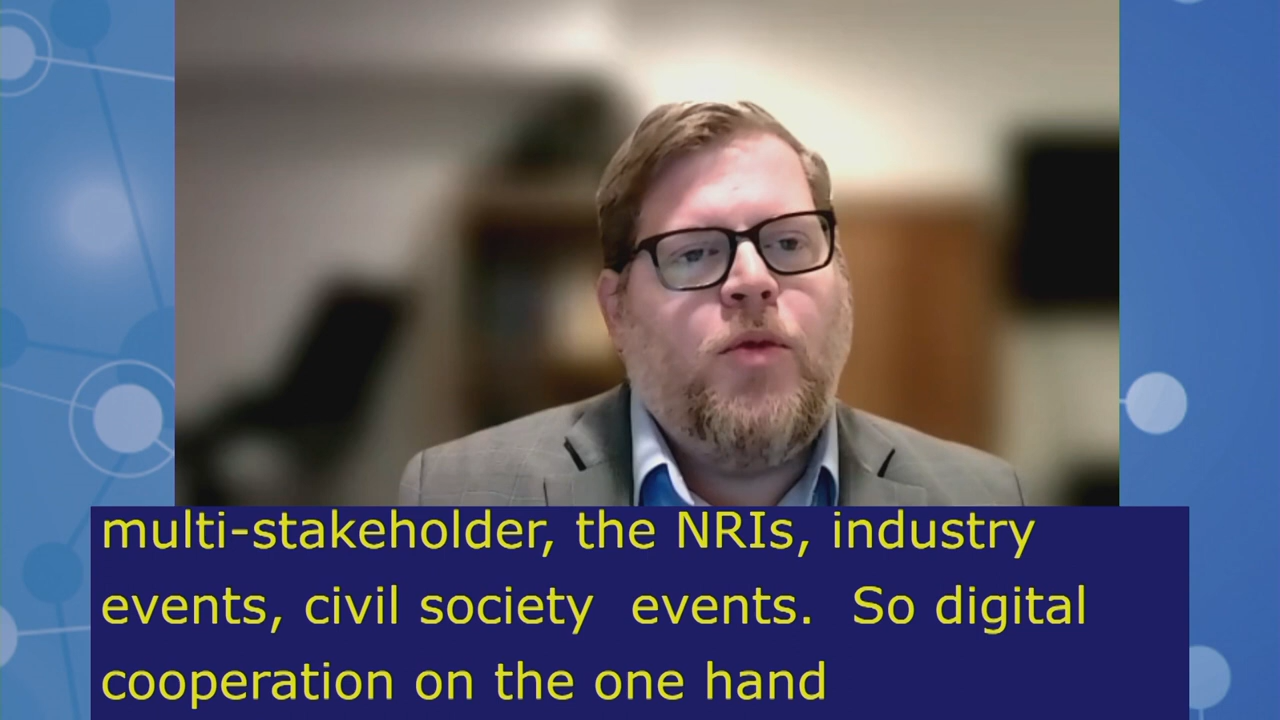 multi-stakeholder, the NRIs, industry
events, civil society  events.  So digital
cooperation on the one hand